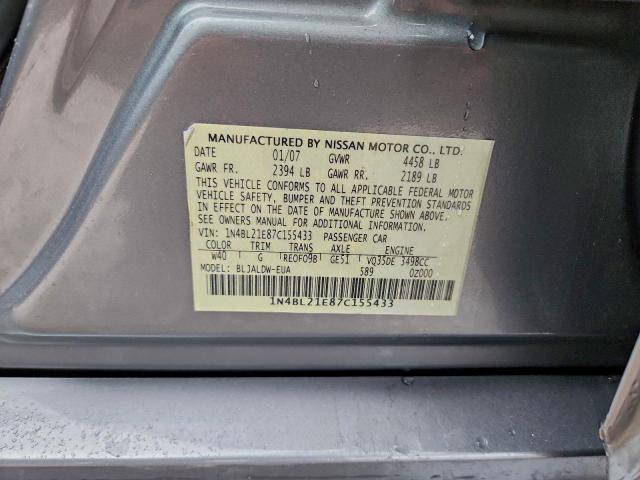 MANUFACTURED BY NISSAN MOTOR CO., LTD.
DATE 01/07 GVWR 4458 LB
GAWR FR. 2394 LB GAWR RR. 2189 LB
THIS VEHICLE CONFORMS TO ALL APPLICABLE FEDERAL MOTOR
VEHICLE SAFETY, BUMPER AND THEFT PREVENTION STANDARDS
IN EFFECT ON THE DATE OF MANUFACTURE SHOWN ABOVE.
SEE OWNERS MANUAL FOR ADDITIONAL INFORMATION.
VIN: 1N4BL21E87C155433 PASSENGER CAR
COLOR TRIM TRANS AXLE ENGINE
W40 G RE0F09B GE51 VQ35DE 3498CC
MODEL: BLJALDW-EUA 589 0Z000
1N4BL21E87C155433